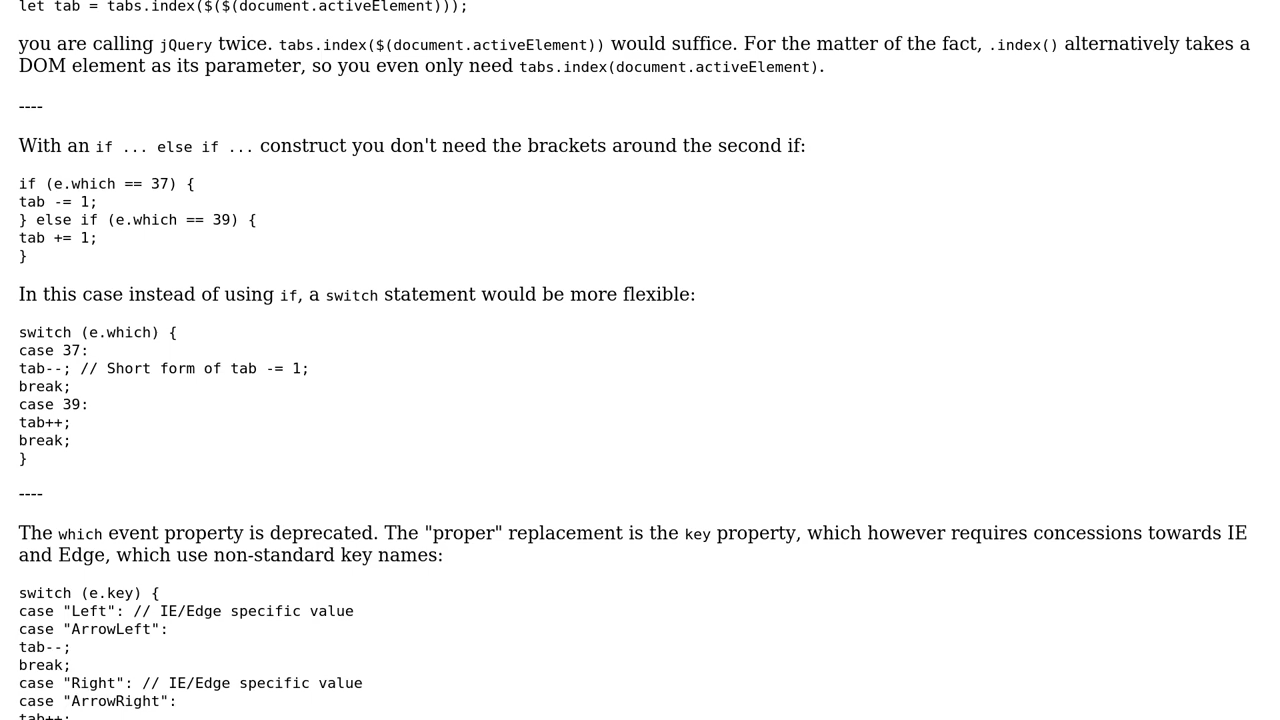 let tab = tabs.index($($(document.activeElement)));
you are calling jQuery twice. tabs.index($(document.activeElement)) would suffice. For the matter of the fact, .index() alternatively takes a
DOM element as its parameter, so you even only need tabs.index(document.activeElement).
----
With an if ... else if ... construct you don't need the brackets around the second if:
if (e.which == 37) {
tab -= 1;
} else if (e.which == 39) {
tab += 1;
}
In this case instead of using if, a switch statement would be more flexible:
switch (e.which) {
case 37:
tab--; // Short form of tab -= 1;
break;
case 39:
tab++;
break;
}
----
The which event property is deprecated. The "proper" replacement is the key property, which however requires concessions towards IE
and Edge, which use non-standard key names:
switch (e.key) {
case "Left": // IE/Edge specific value
case "ArrowLeft":
tab--;
break;
case "Right": // IE/Edge specific value
case "ArrowRight":
tab++;